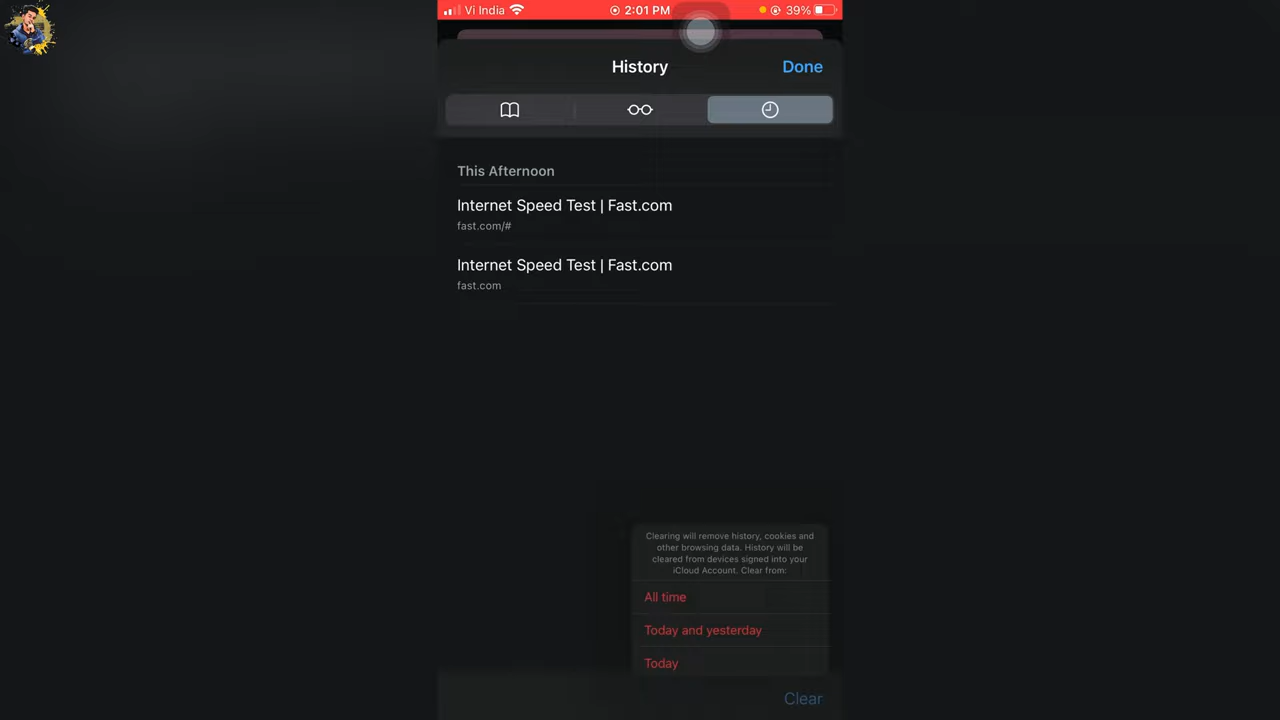 Vi India 2:01 PM 39%
History Done
This Afternoon
Internet Speed Test | Fast.com
fast.com/#
Internet Speed Test | Fast.com
fast.com
Clearing will remove history, cookies and
other browsing data. History will be
cleared from devices signed into your
iCloud Account. Clear from:
All time
Today and yesterday
Today
Clear